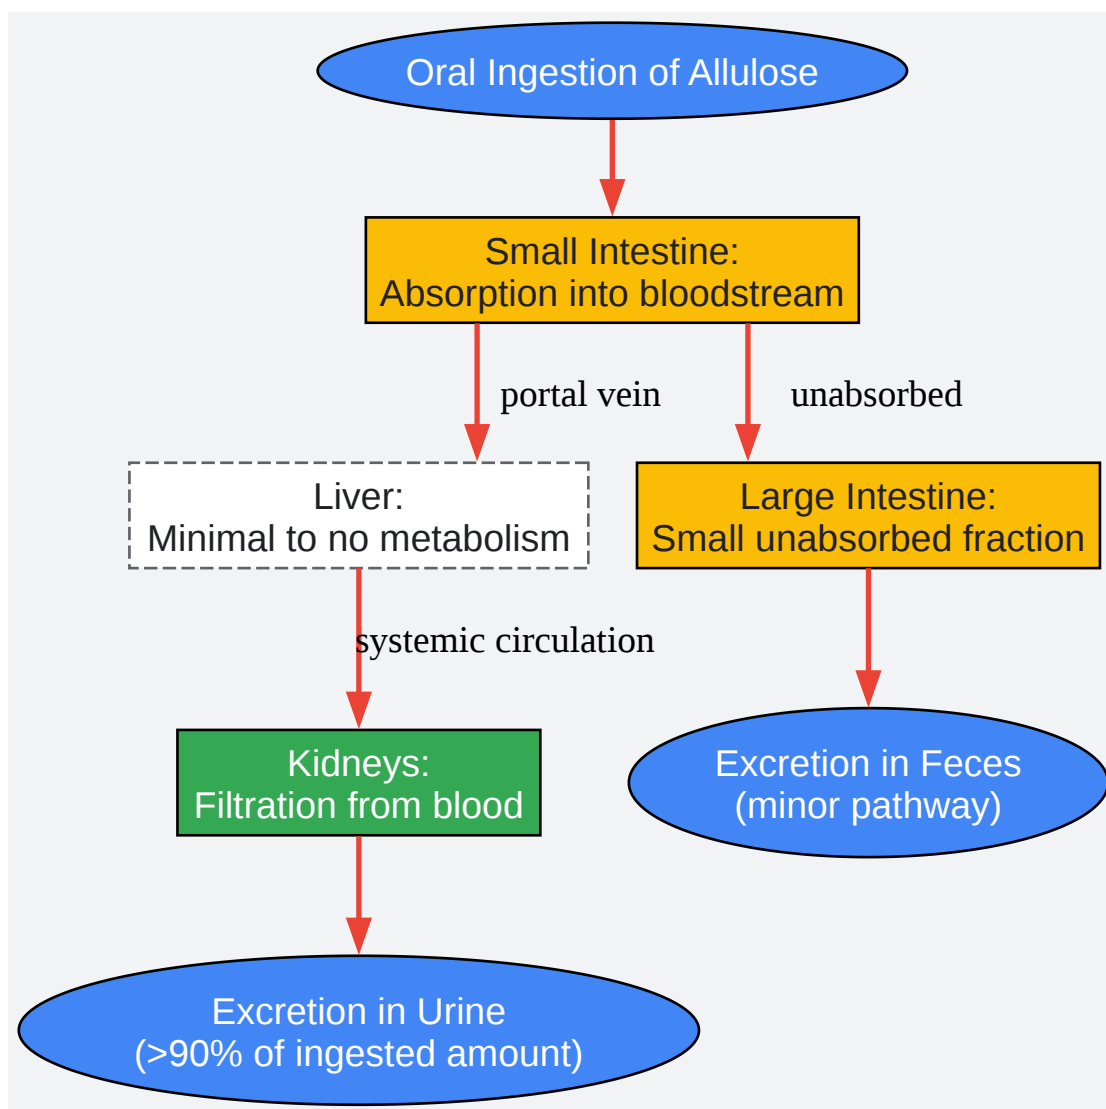 Oral Ingestion of Allulose
Small Intestine:
Absorption into bloodstream
portal vein
unabsorbed
Liver:
Minimal to no metabolism
Large Intestine:
Small unabsorbed fraction
systemic circulation
Kidneys:
Filtration from blood
Excretion in Feces
(minor pathway)
Excretion in Urine
(>90% of ingested amount)